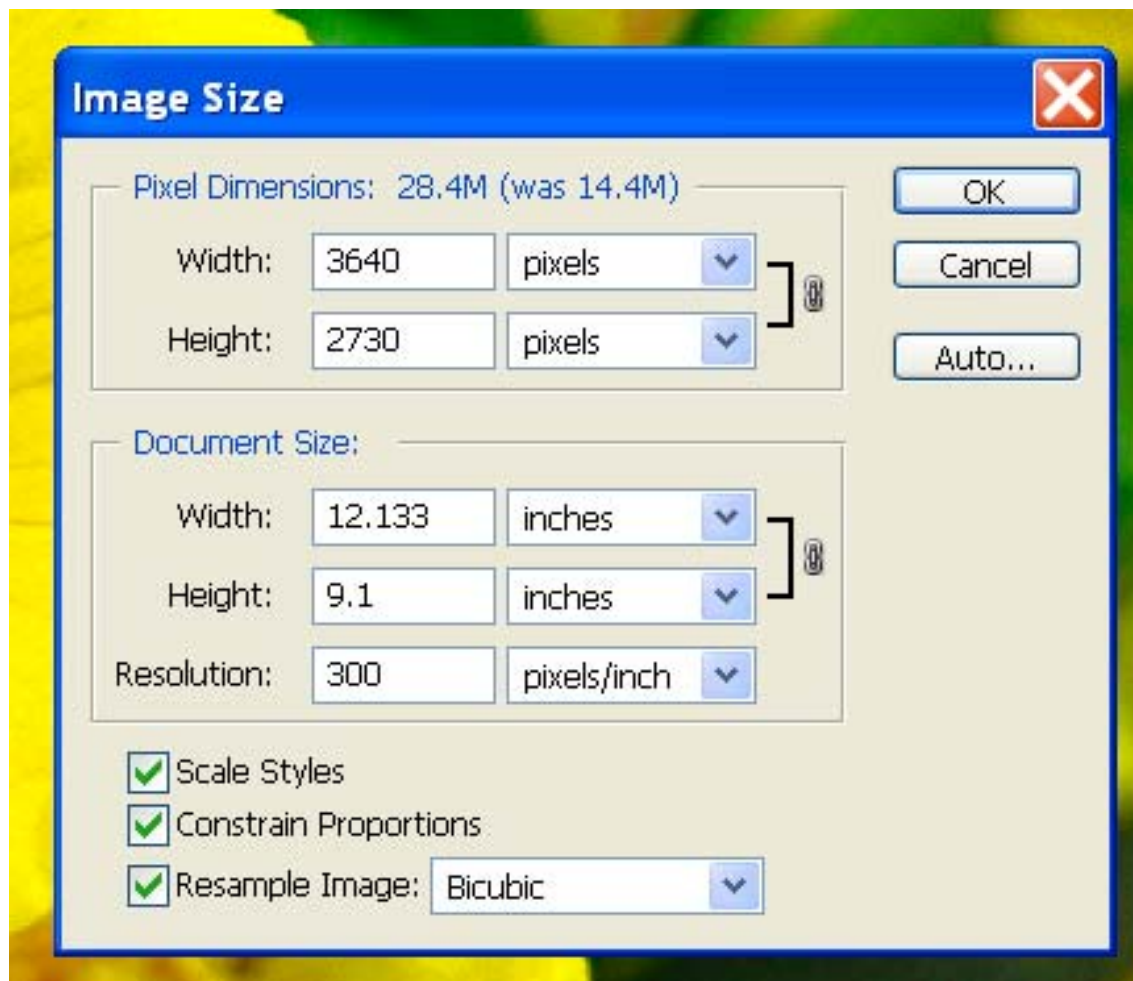 Image Size
Pixel Dimensions: 28.4M (was 14.4M)
Width: 3640 pixels
Height: 2730 pixels
OK
Cancel
Auto...
Document Size:
Width: 12.133 inches
Height: 9.1 inches
Resolution: 300 pixels/inch
Scale Styles
Constrain Proportions
Resample Image: Bicubic